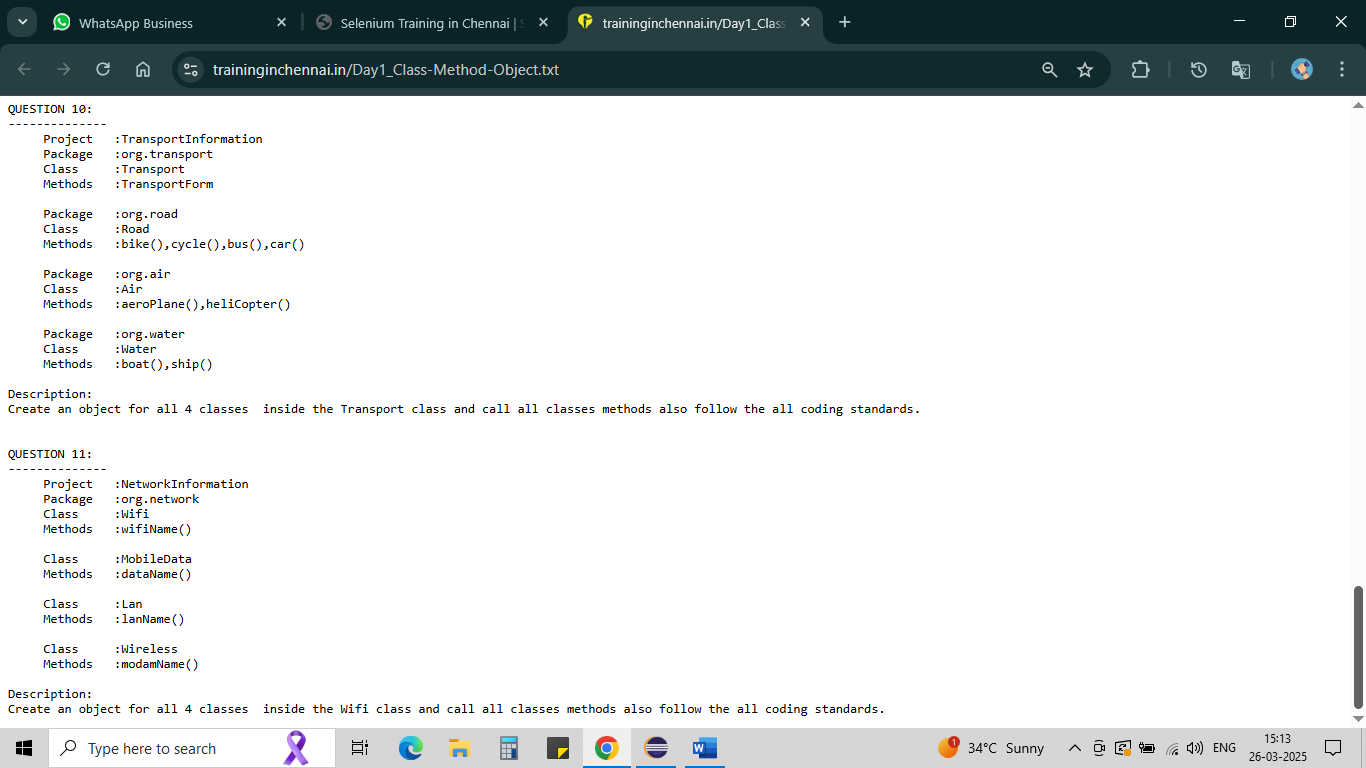 WhatsApp Business
Selenium Training in Chennai | S
traininginchennai.in/Day1_Class
traininginchennai.in/Day1_Class-Method-Object.txt
QUESTION 10:
--------------
Project   :TransportInformation
Package   :org.transport
Class     :Transport
Methods   :TransportForm
Package   :org.road
Class     :Road
Methods   :bike(),cycle(),bus(),car()
Package   :org.air
Class     :Air
Methods   :aeroPlane(),heliCopter()
Package   :org.water
Class     :Water
Methods   :boat(),ship()
Description:
Create an object for all 4 classes  inside the Transport class and call all classes methods also follow the all coding standards.
QUESTION 11:
--------------
Project   :NetworkInformation
Package   :org.network
Class     :Wifi
Methods   :wifiName()
Class     :MobileData
Methods   :dataName()
Class     :Lan
Methods   :lanName()
Class     :Wireless
Methods   :modamName()
Description:
Create an object for all 4 classes  inside the Wifi class and call all classes methods also follow the all coding standards.
Type here to search
1
34°C Sunny
ENG
15:13
26-03-2025